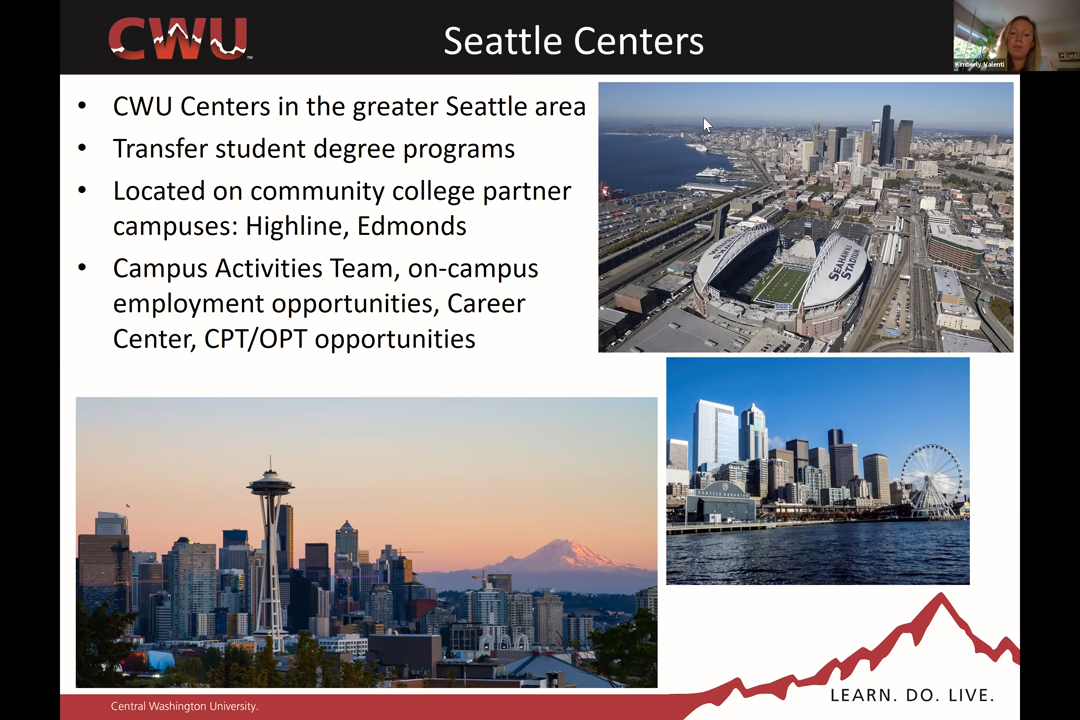 CWU
Seattle Centers
Kimberly Valenti
• CWU Centers in the greater Seattle area
• Transfer student degree programs
• Located on community college partner
campuses: Highline, Edmonds
• Campus Activities Team, on-campus
employment opportunities, Career
Center, CPT/OPT opportunities
SEAHAWKS
STADIUM
LEARN. DO. LIVE.
Central Washington University.